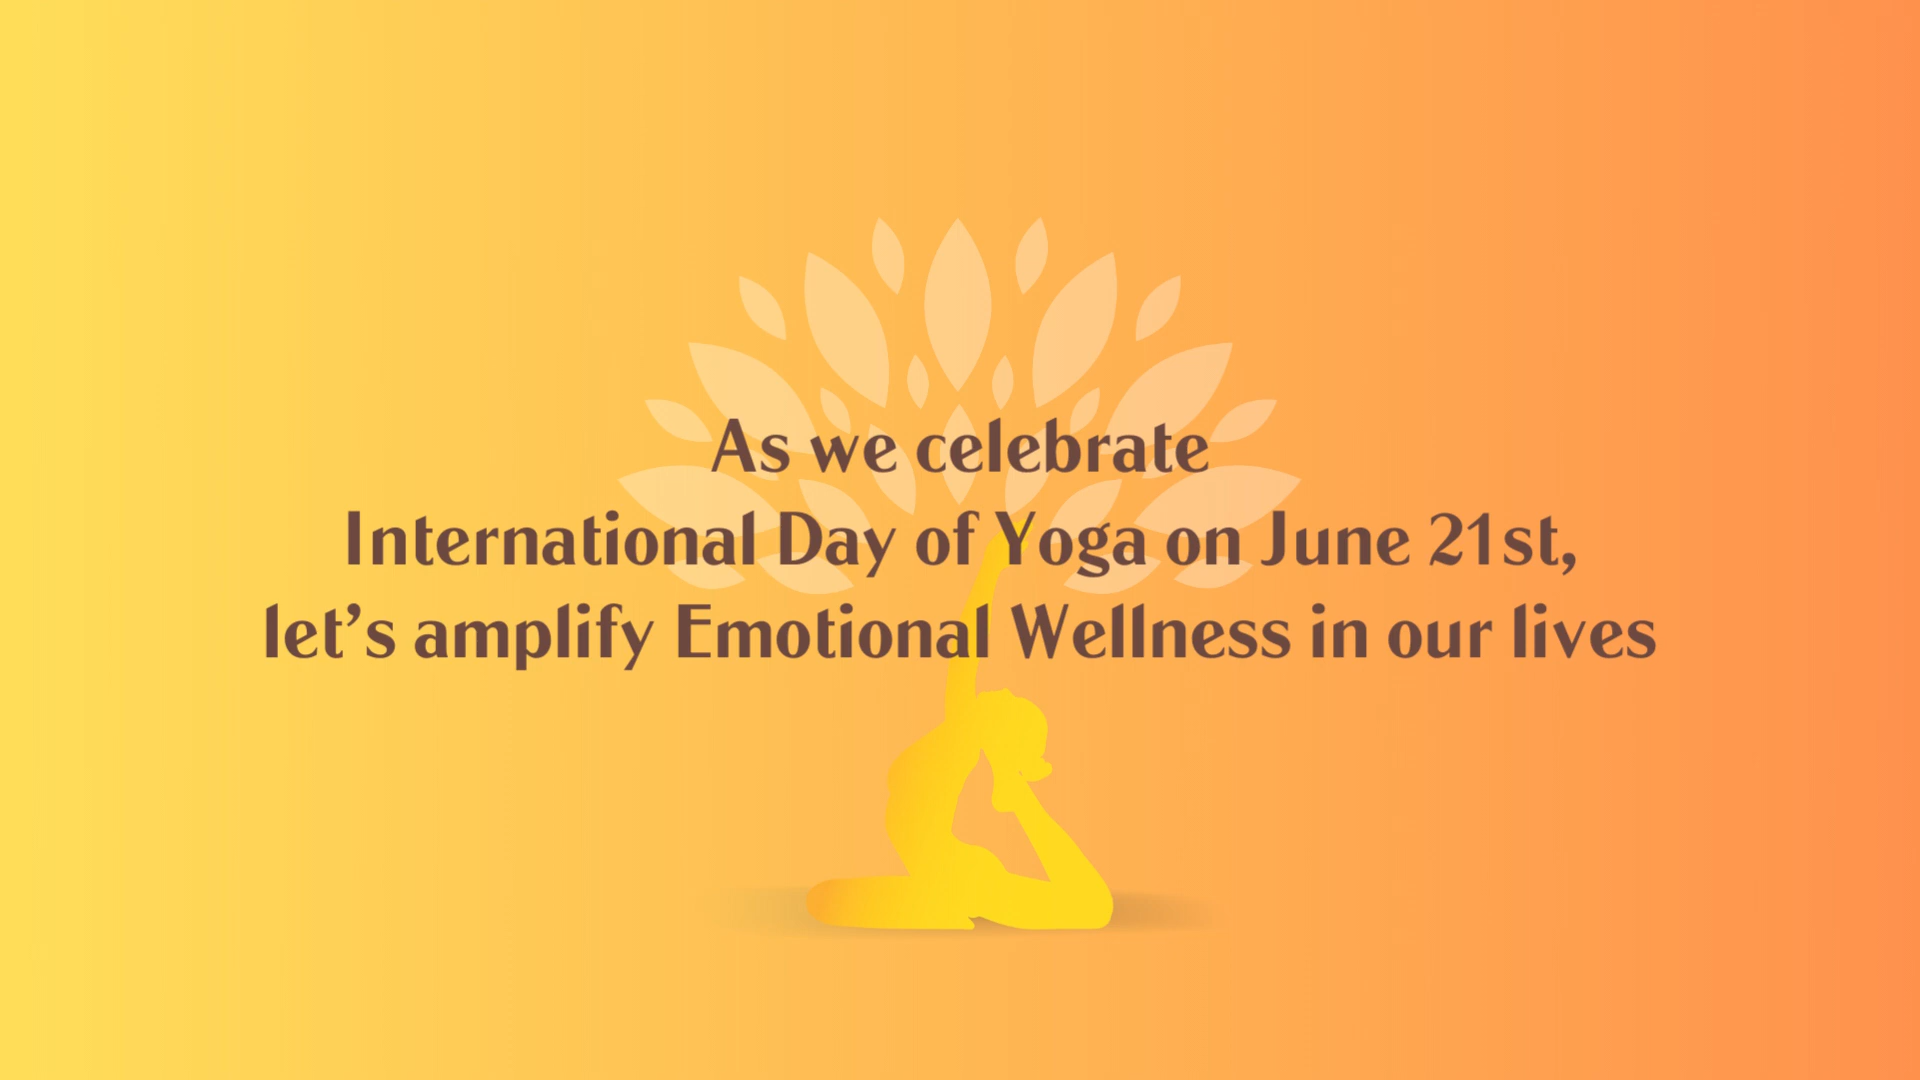 As we celebrate
International Day of Yoga on June 21st,
let’s amplify Emotional Wellness in our lives